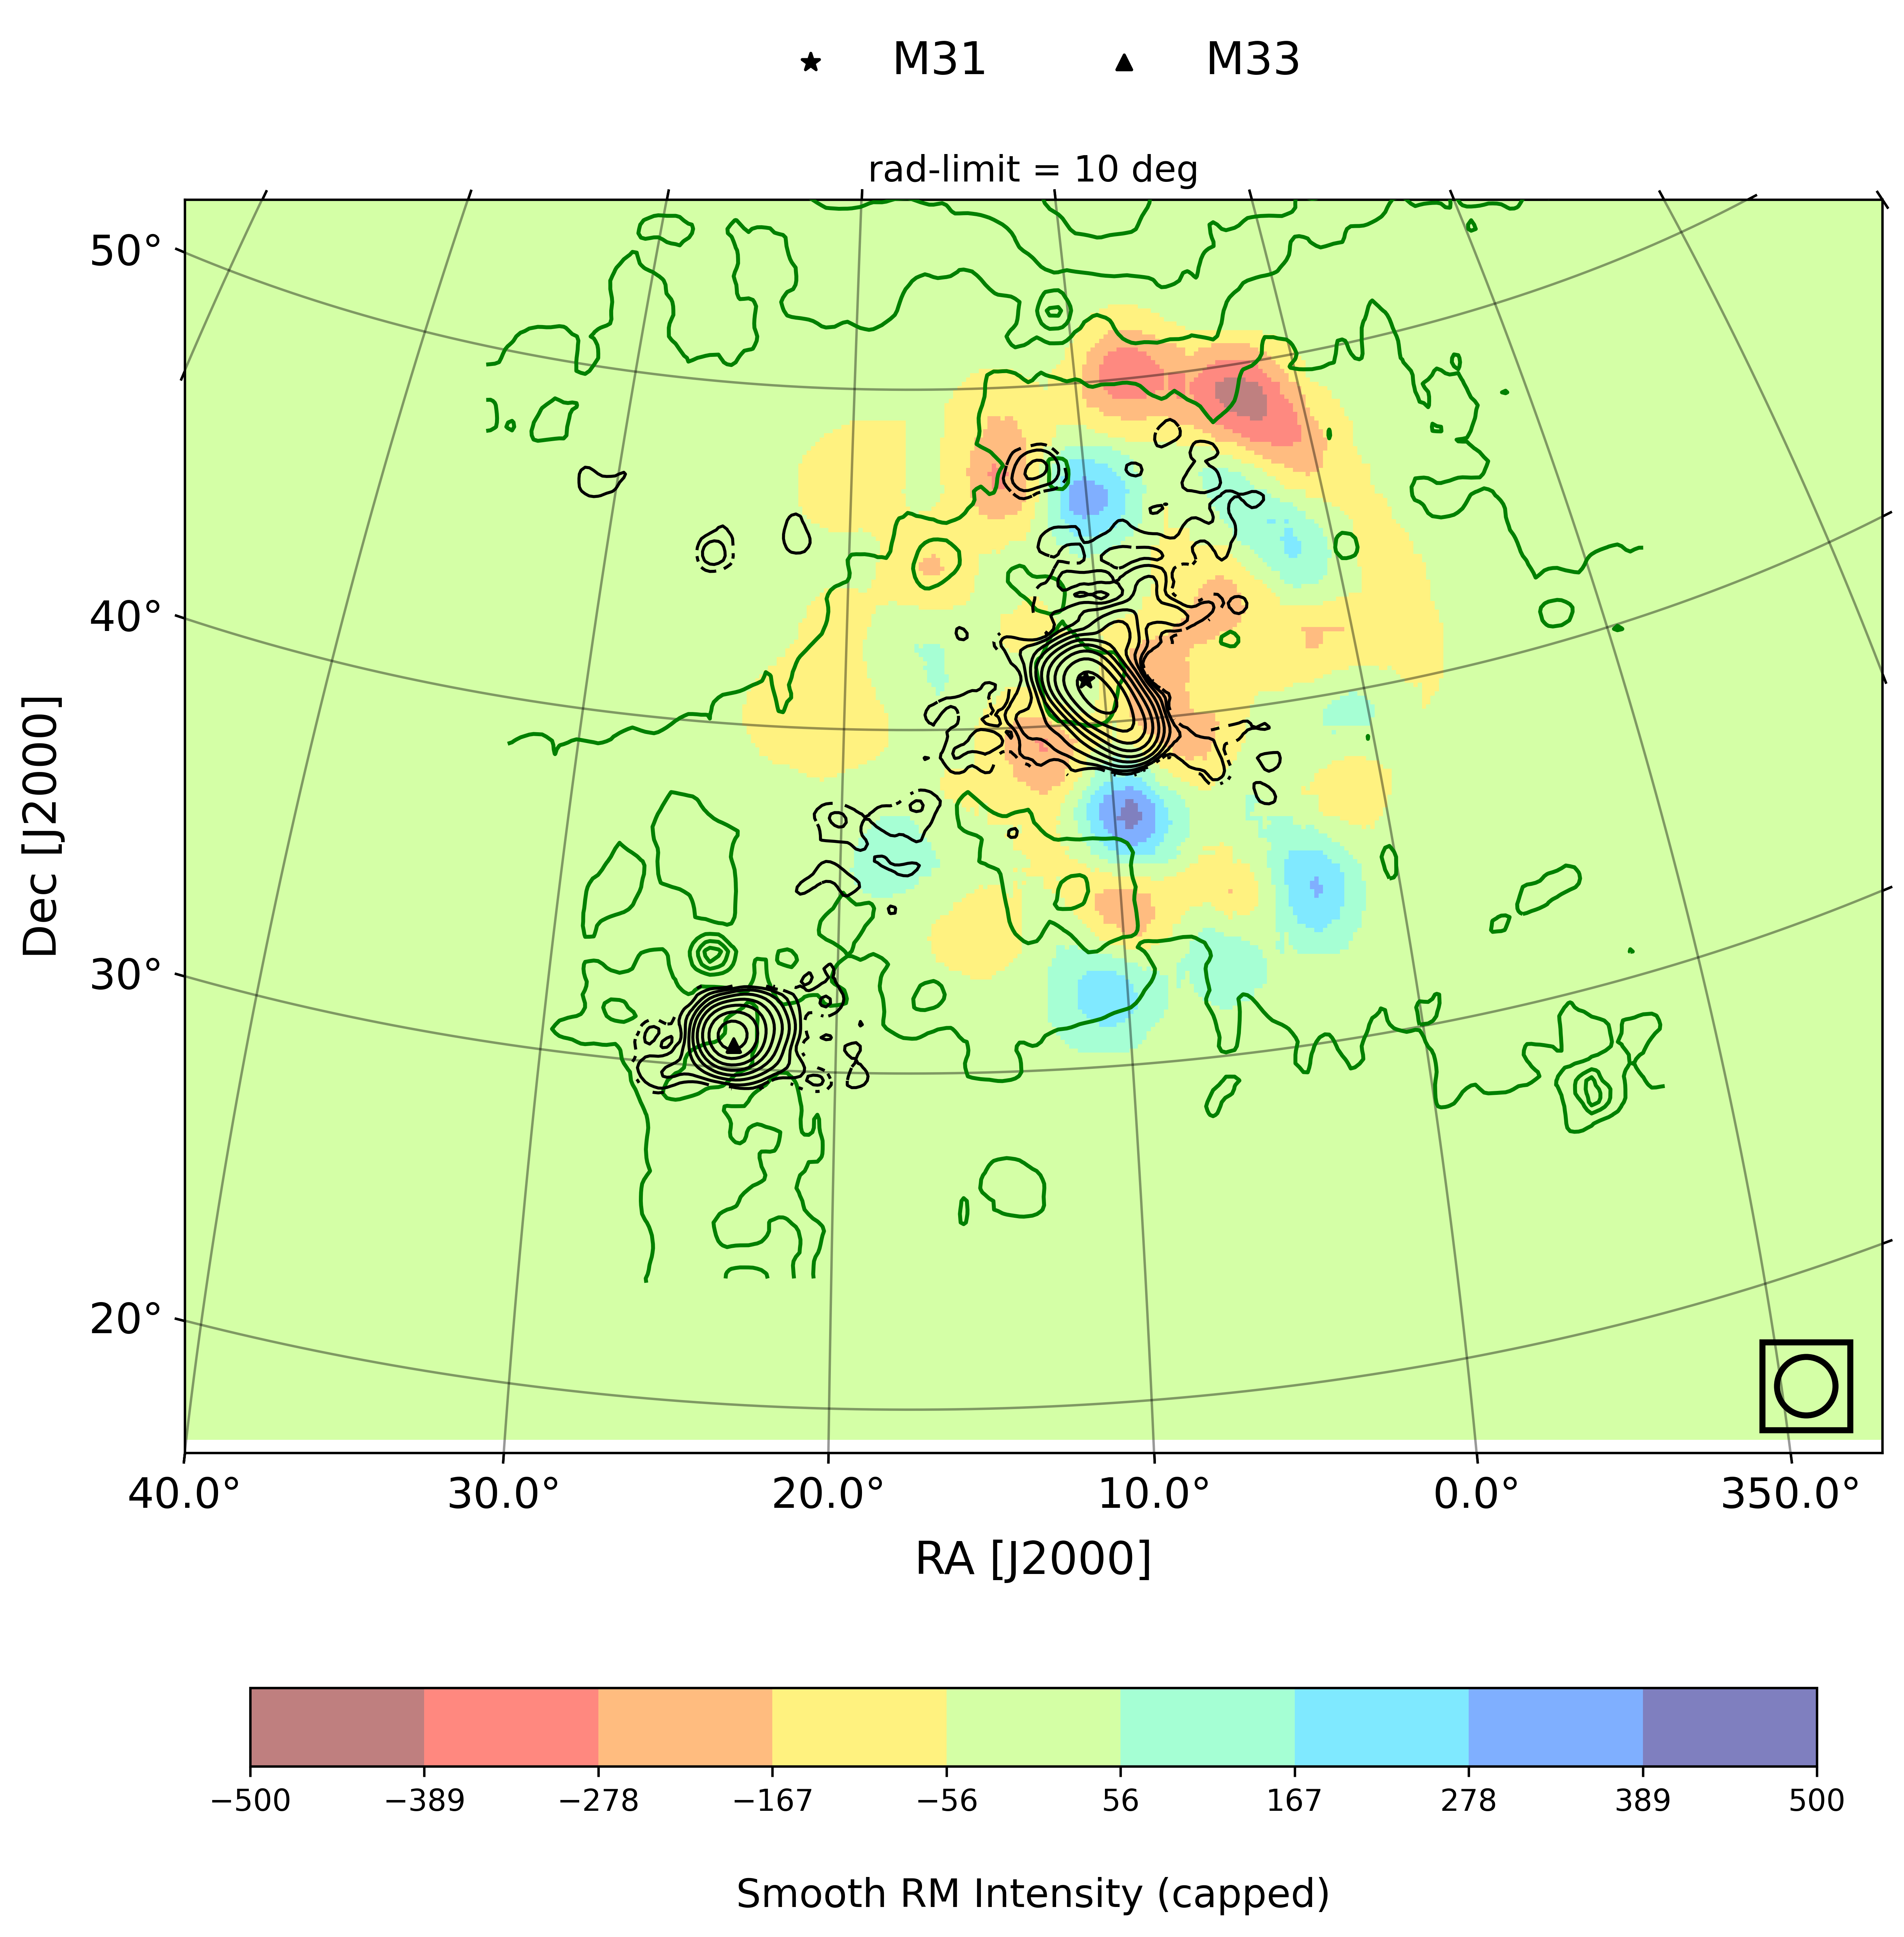 M31 M33
rad-limit = 10 deg
50°
40°
30°
20°
Dec [J2000]
40.0° 30.0° 20.0° 10.0° 0.0° 350.0°
RA [J2000]
−500 −389 −278 −167 −56 56 167 278 389 500
Smooth RM Intensity (capped)